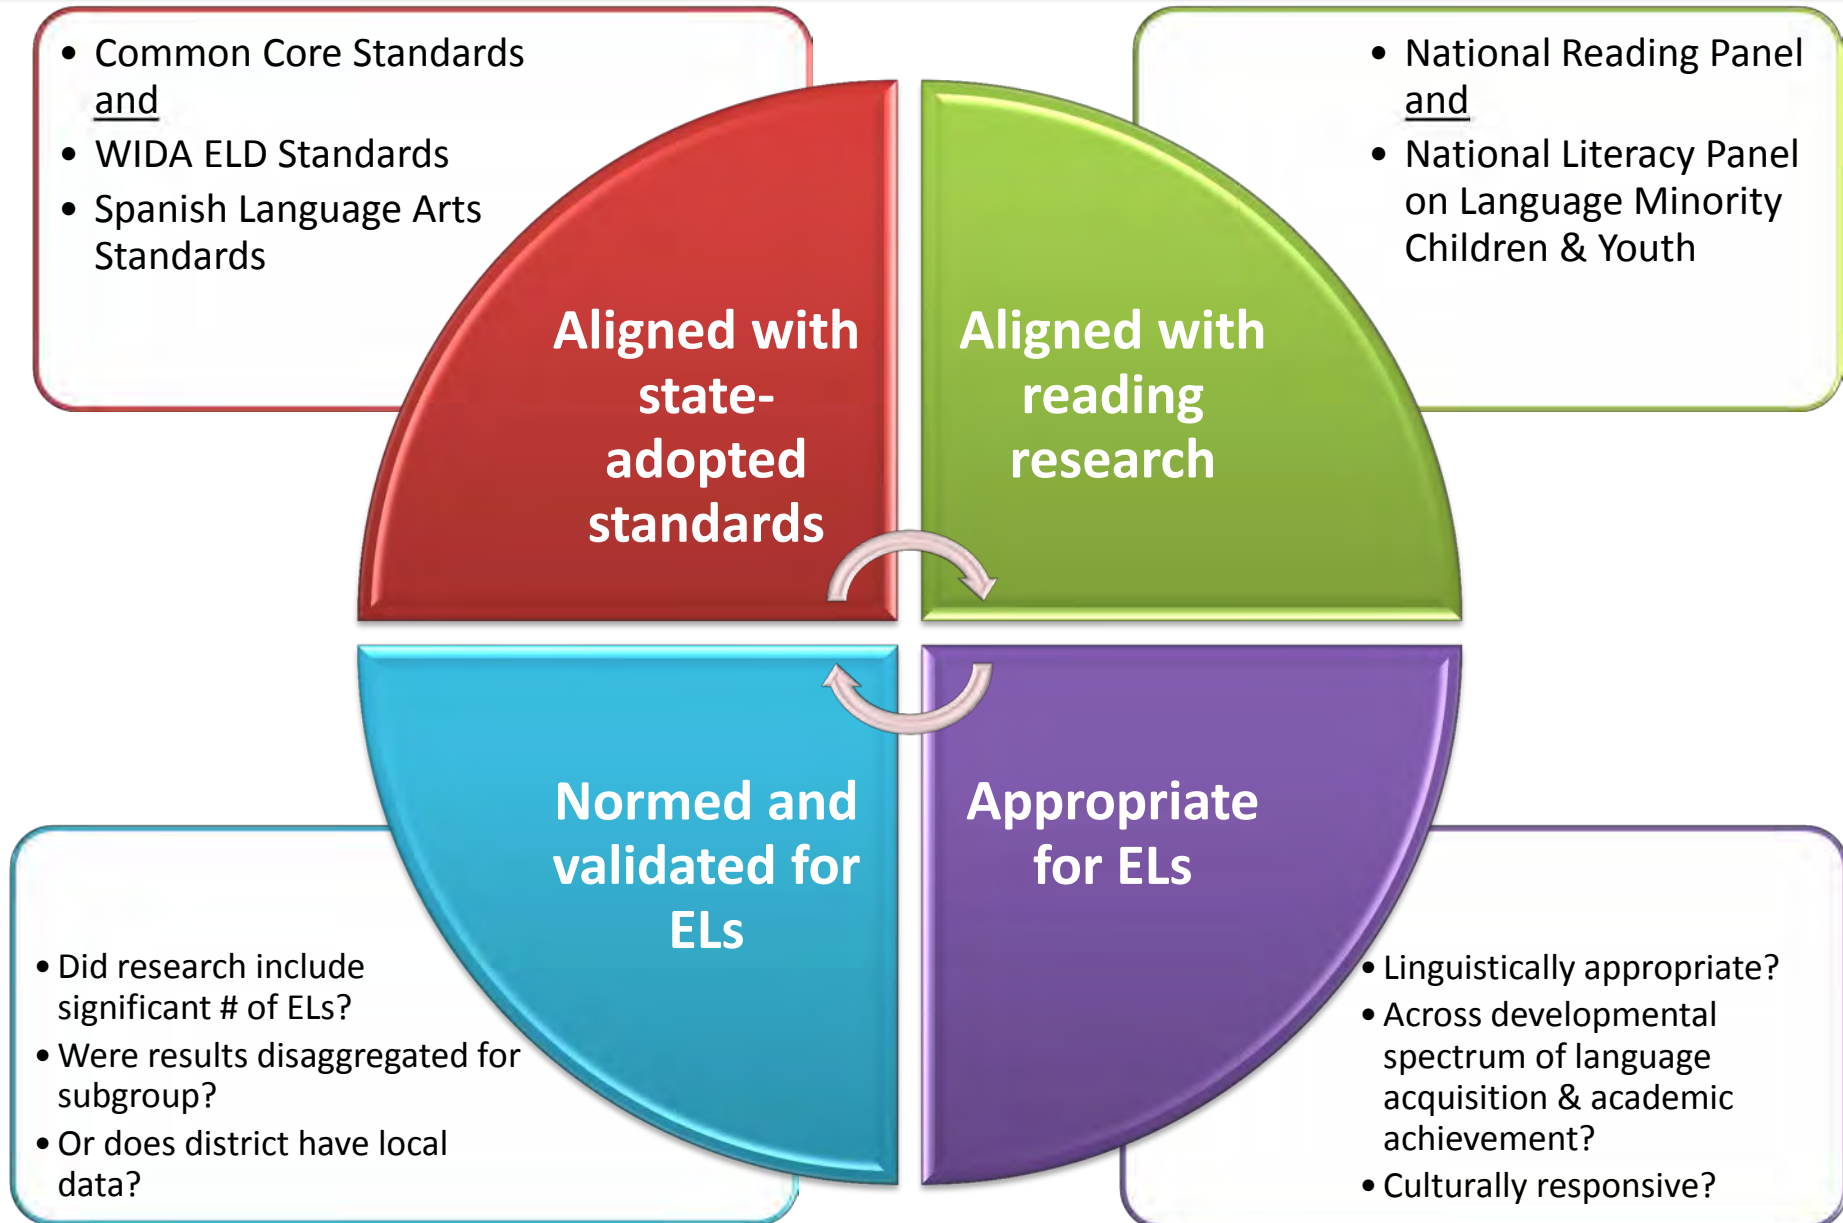 • Common Core Standards
and
• WIDA ELD Standards
• Spanish Language Arts
Standards
• National Reading Panel
and
• National Literacy Panel
on Language Minority
Children & Youth
Aligned with
state-
adopted
standards
Aligned with
reading
research
Normed and
validated for
ELs
Appropriate
for ELs
• Did research include
significant # of ELs?
• Were results disaggregated for
subgroup?
• Or does district have local
data?
• Linguistically appropriate?
• Across developmental
spectrum of language
acquisition & academic
achievement?
• Culturally responsive?